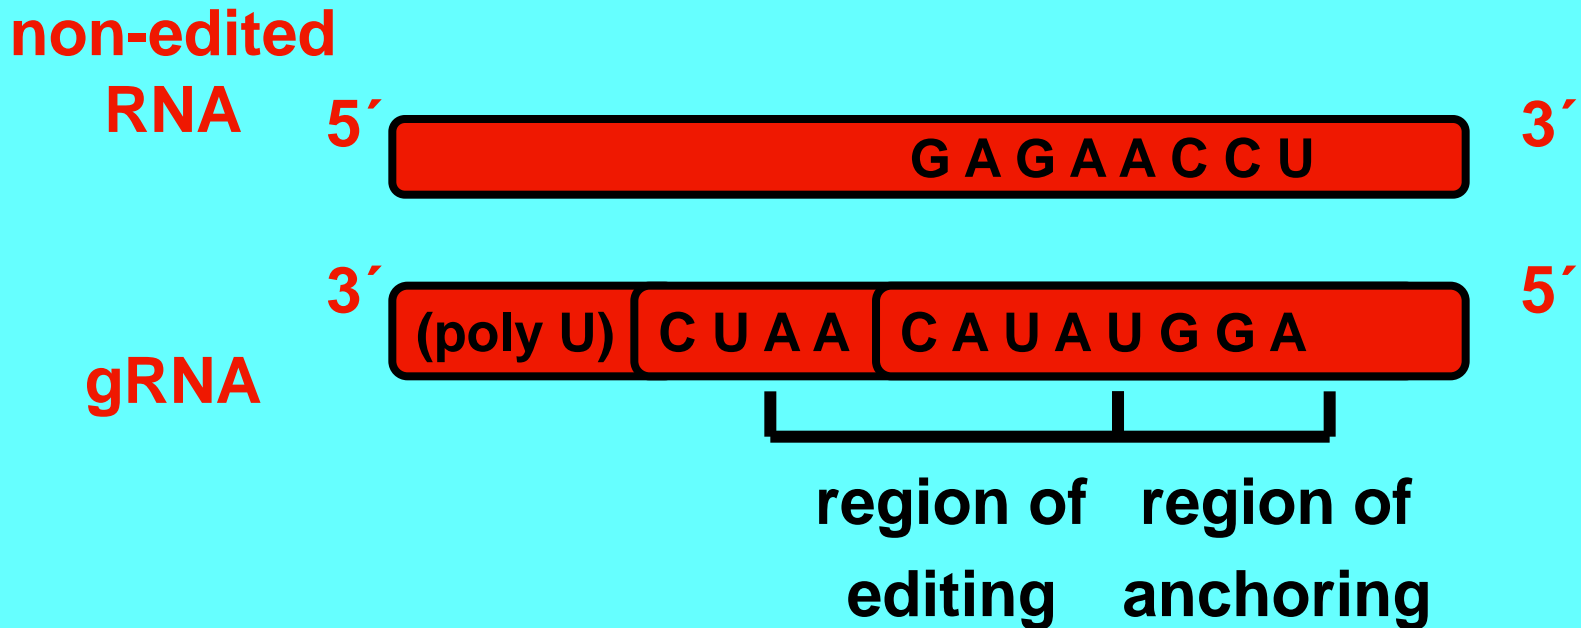 non-edited
RNA
5´
3´
G A G A A C C U
3´
5´
(poly U) C U A A C A U A U G G A
gRNA
region of region of
editing anchoring